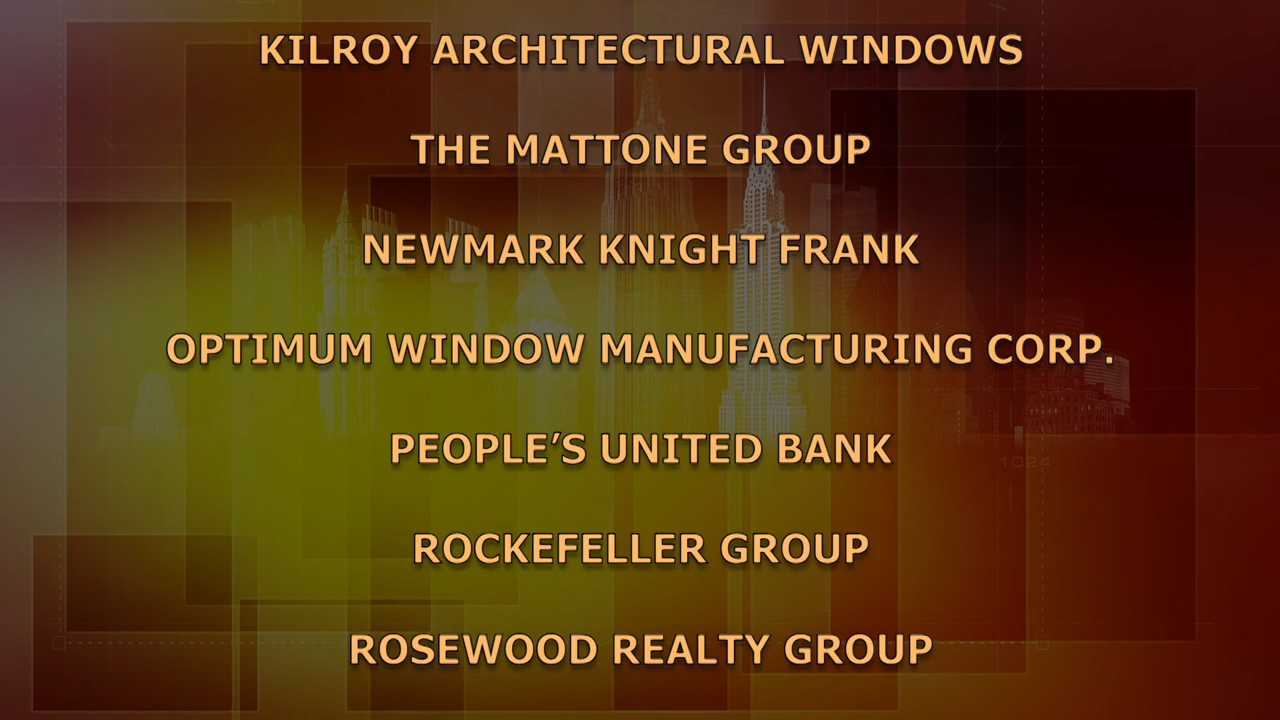 KILROY ARCHITECTURAL WINDOWS
THE MATTONE GROUP
NEWMARK KNIGHT FRANK
OPTIMUM WINDOW MANUFACTURING CORP.
PEOPLE’S UNITED BANK
1024
ROCKEFELLER GROUP
ROSEWOOD REALTY GROUP